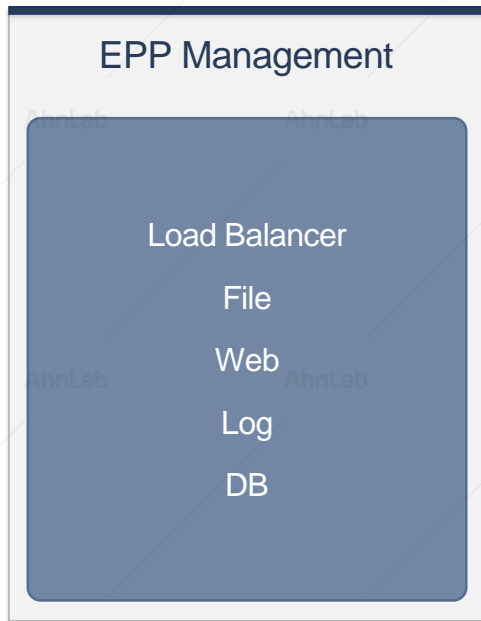 EPP Management
AhnLab AhnLab
Load Balancer
File
Web
AhnLab AhnLab
Log
DB